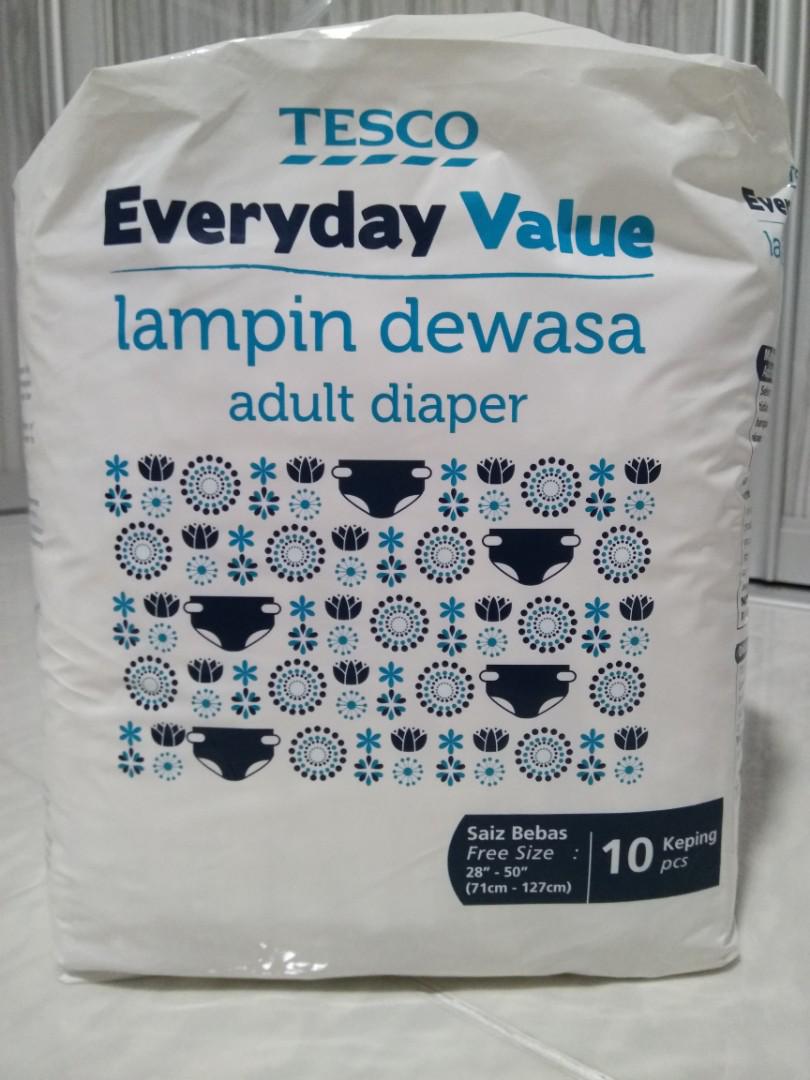 TESCO
Everyday Value
lampin dewasa
adult diaper
Saiz Bebas
Free Size :
28" - 50"
(71cm - 127cm)
10 Keping
pcs